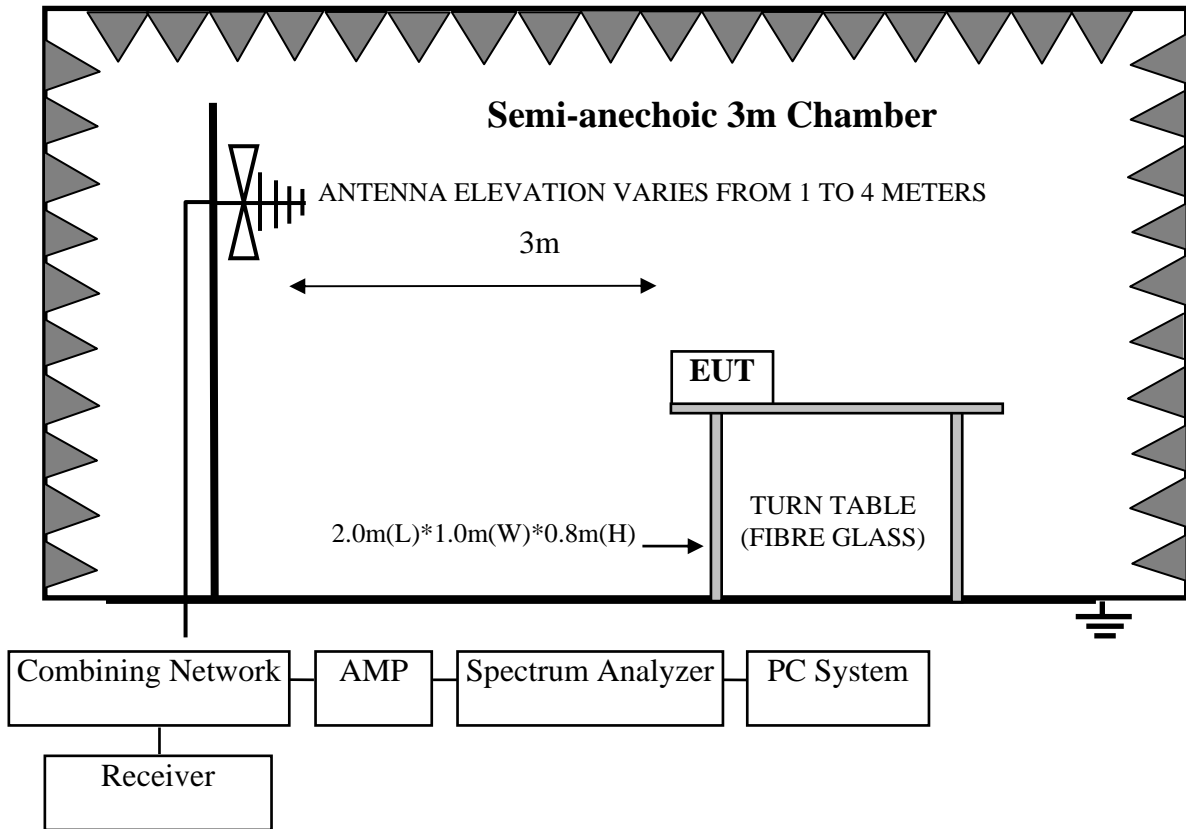 Semi-anechoic 3m Chamber
ANTENNA ELEVATION VARIES FROM 1 TO 4 METERS
3m
EUT
2.0m(L)*1.0m(W)*0.8m(H)
TURN TABLE
(FIBRE GLASS)
Combining Network
AMP
Spectrum Analyzer
PC System
Receiver